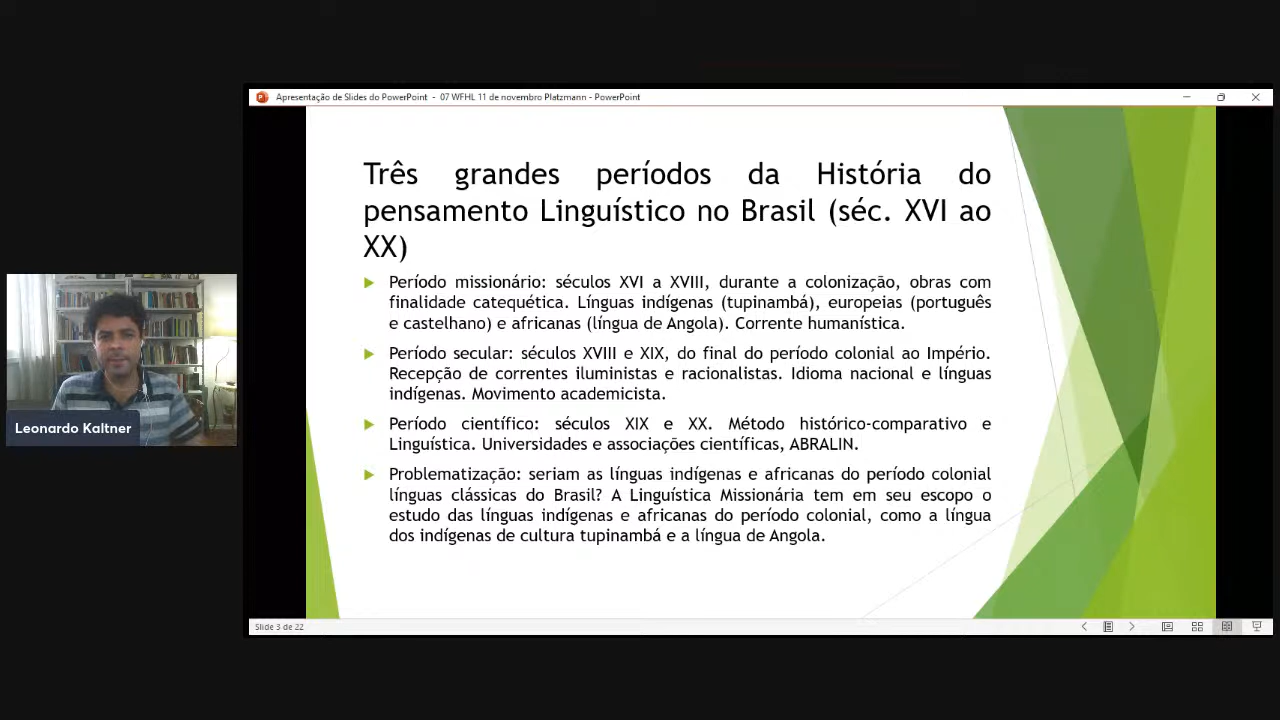 Apresentação de Slides do PowerPoint - 07 WFHL 11 de novembro Platzmann - PowerPoint
Três grandes períodos da História do
pensamento Linguístico no Brasil (séc. XVI ao
XX)
Período missionário: séculos XVI a XVIII, durante a colonização, obras com
finalidade catequética. Línguas indígenas (tupinambá), europeias (português
e castelhano) e africanas (língua de Angola). Corrente humanística.
Período secular: séculos XVIII e XIX, do final do período colonial ao Império.
Recepção de correntes iluministas e racionalistas. Idioma nacional e línguas
indígenas. Movimento academicista.
Período científico: séculos XIX e XX. Método histórico-comparativo e
Linguística. Universidades e associações científicas, ABRALIN.
Problematização: seriam as línguas indígenas e africanas do período colonial
línguas clássicas do Brasil? A Linguística Missionária tem em seu escopo o
estudo das línguas indígenas e africanas do período colonial, como a língua
dos indígenas de cultura tupinambá e a língua de Angola.
Leonardo Kaltner
Slide 3 de 22